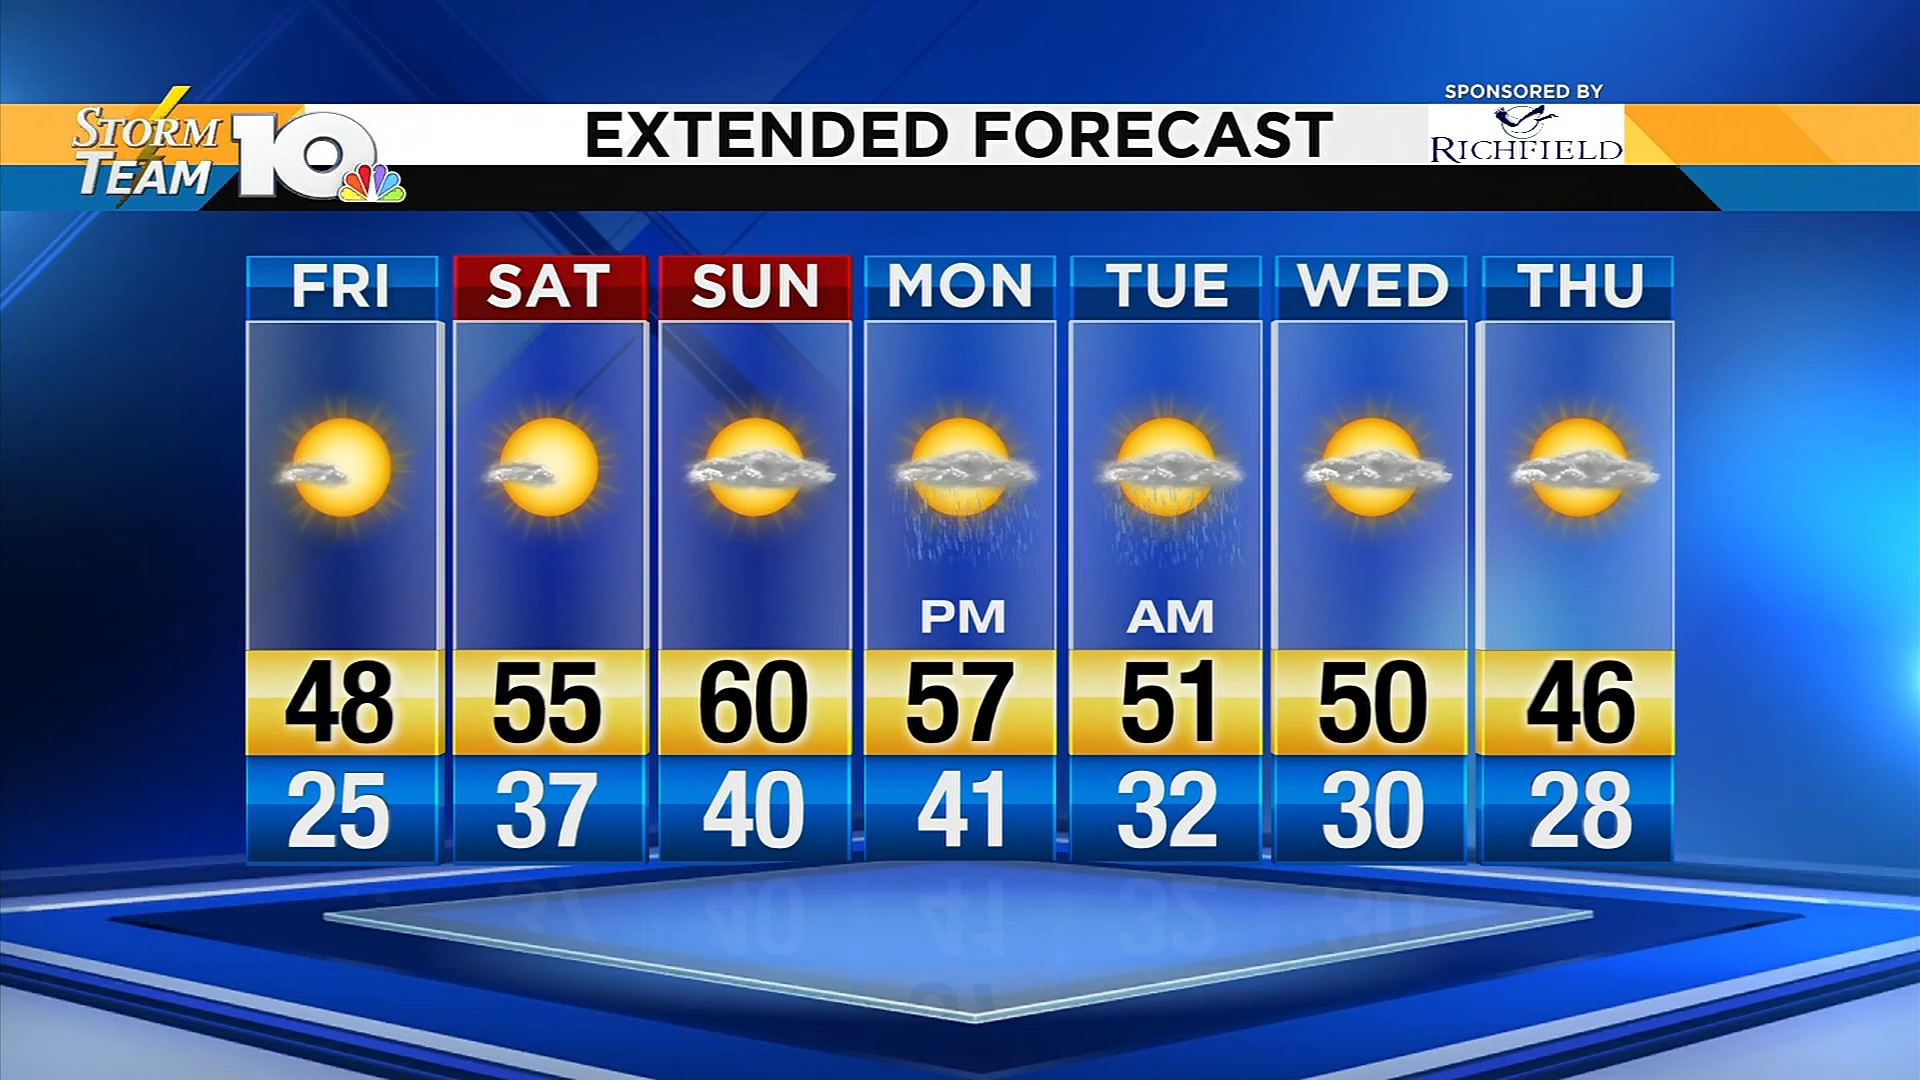 SPONSORED BY
STORM TEAM 10
EXTENDED FORECAST
RICHFIELD
FRI SAT SUN MON TUE WED THU
PM AM
48 55 60 57 51 50 46
25 37 40 41 32 30 28